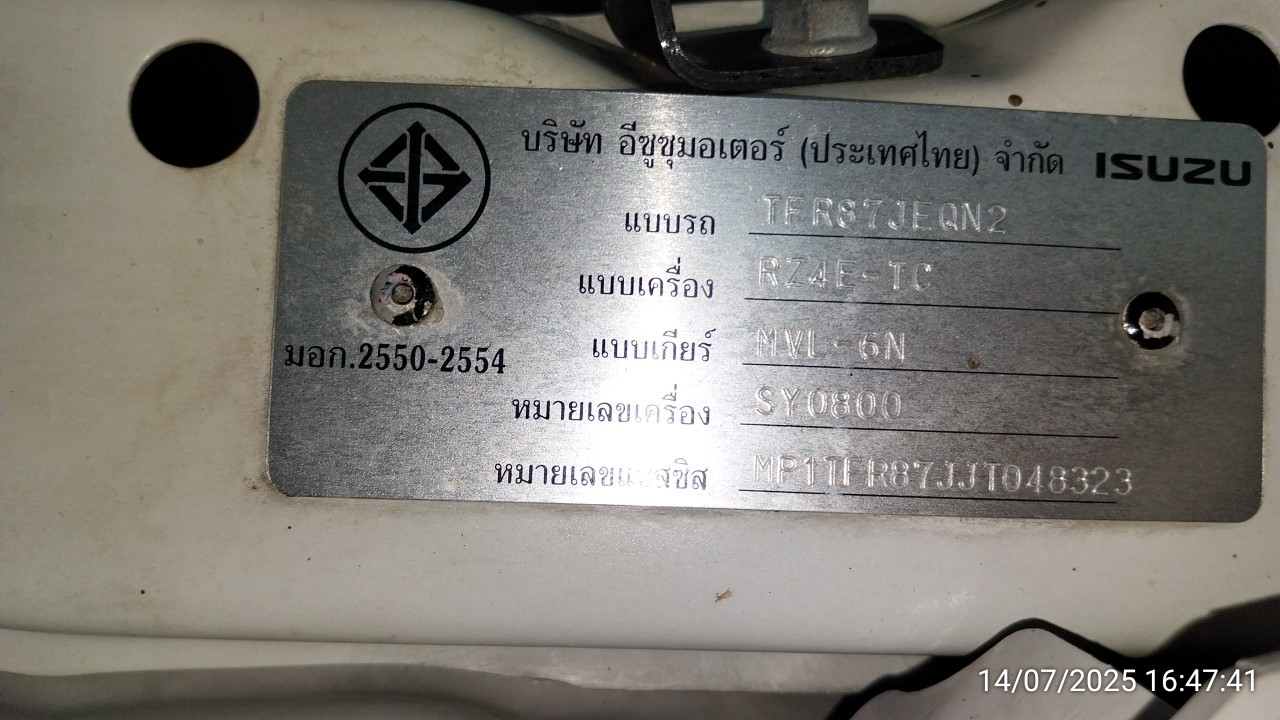 บริษัท อีซูซุมอเตอร์ (ประเทศไทย) จำกัด ISUZU
แบบรถ TFR87JEQN2
แบบเครื่อง RZ4E-TC
แบบเกียร์ MVL-6N
มอก.2550-2554
หมายเลขเครื่อง SY0800
หมายเลขแชสซิส MP1TFR87JJT048323
14/07/2025 16:47:41